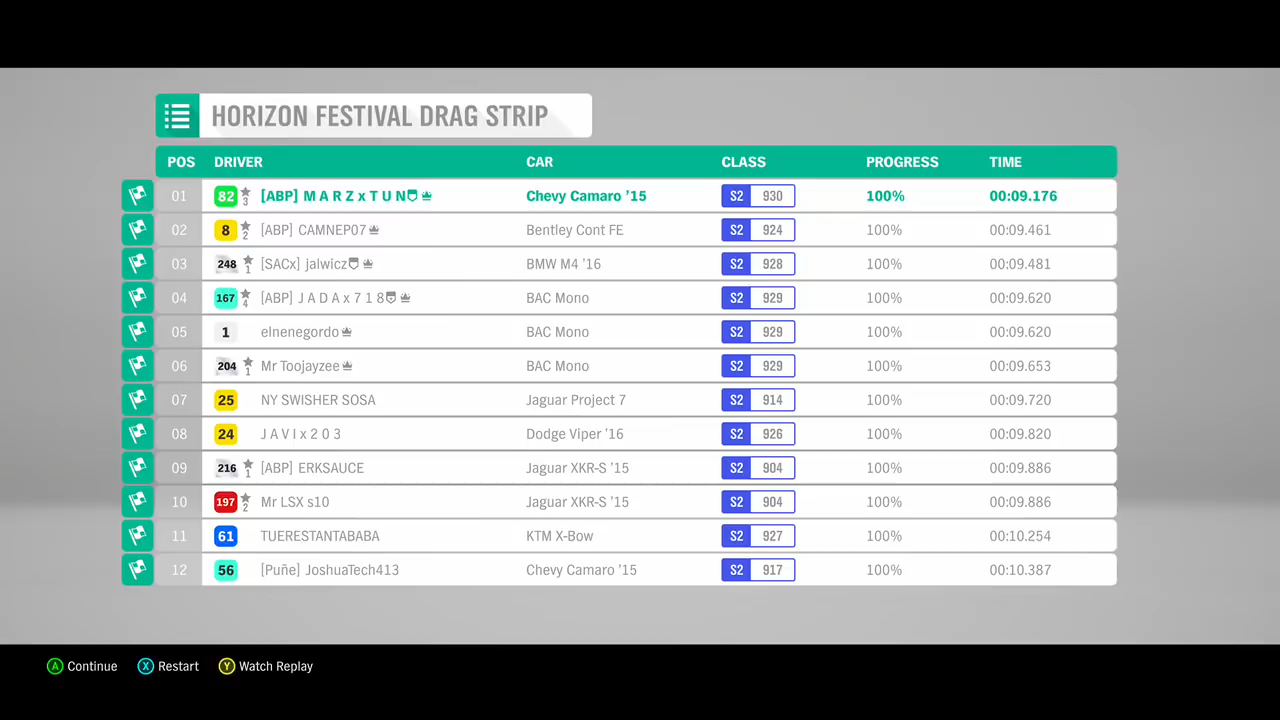 HORIZON FESTIVAL DRAG STRIP
POS DRIVER CAR CLASS PROGRESS TIME
01 82 3 [ABP] M A R Z x T U N Chevy Camaro '15 S2 930 100% 00:09.176
02 8 2 [ABP] CAMNEP07 Bentley Cont FE S2 924 100% 00:09.461
03 248 1 [SACx] jalwicz BMW M4 '16 S2 928 100% 00:09.481
04 167 4 [ABP] J A D A x 7 1 8 BAC Mono S2 929 100% 00:09.620
05 1 elnenegordo BAC Mono S2 929 100% 00:09.620
06 204 1 Mr Toojayzee BAC Mono S2 929 100% 00:09.653
07 25 NY SWISHER SOSA Jaguar Project 7 S2 914 100% 00:09.720
08 24 J A V I x 2 0 3 Dodge Viper '16 S2 926 100% 00:09.820
09 216 1 [ABP] ERKSAUCE Jaguar XKR-S '15 S2 904 100% 00:09.886
10 197 2 Mr LSX s10 Jaguar XKR-S '15 S2 904 100% 00:09.886
11 61 TUERESTANTABABA KTM X-Bow S2 927 100% 00:10.254
12 56 [Puñe] JoshuaTech413 Chevy Camaro '15 S2 917 100% 00:10.387
A Continue X Restart Y Watch Replay